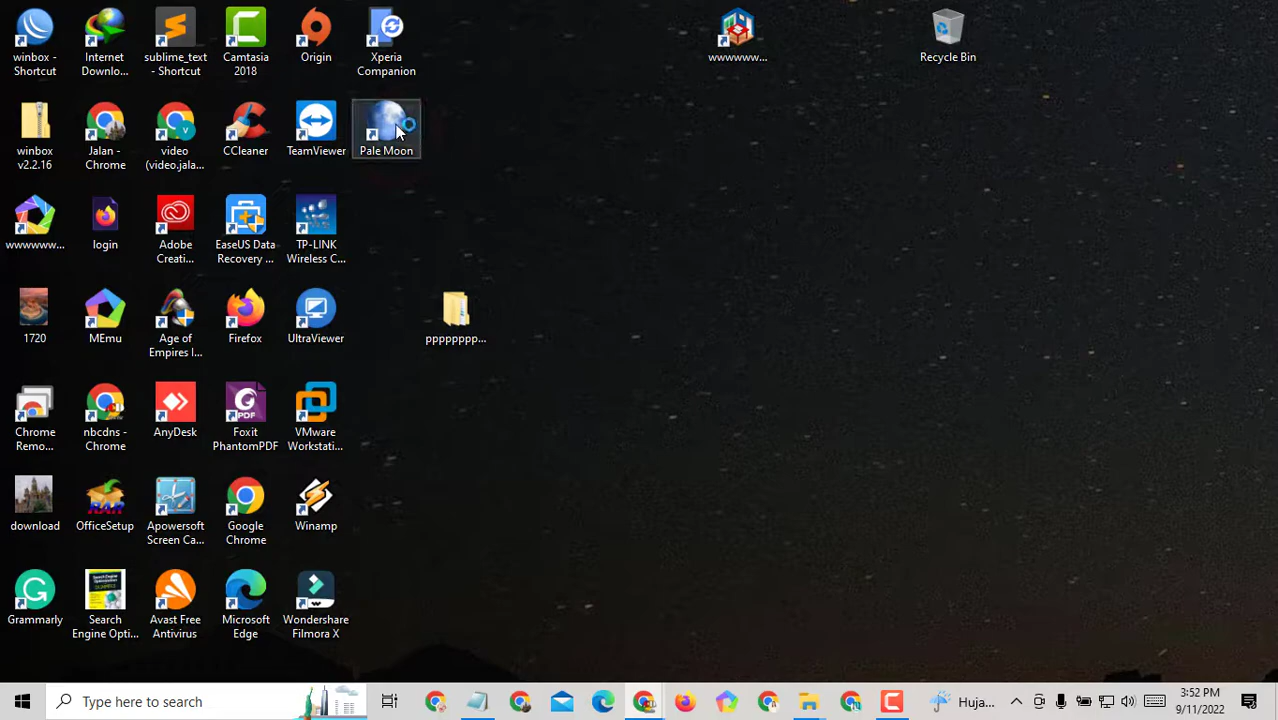 winbox -
Shortcut
Internet
Downlo...
sublime_text
- Shortcut
Camtasia
2018
Origin
Xperia
Companion
wwwwww...
Recycle Bin
winbox
v2.2.16
Jalan -
Chrome
video
(video.jala...
CCleaner
TeamViewer
Pale Moon
wwwwww...
login
Adobe
Creati...
EaseUS Data
Recovery ...
TP-LINK
Wireless C...
1720
MEmu
Age of
Empires I...
Firefox
UltraViewer
pppppppp...
Chrome
Remo...
nbcdns -
Chrome
AnyDesk
PDF
Foxit
PhantomPDF
VMware
Workstati...
download
RAR
OfficeSetup
Apowersoft
Screen Ca...
Google
Chrome
Winamp
Grammarly
Search
Engine Opti...
Avast Free
Antivirus
Microsoft
Edge
Wondershare
Filmora X
Type here to search
Huja...
3:52 PM
9/11/2022